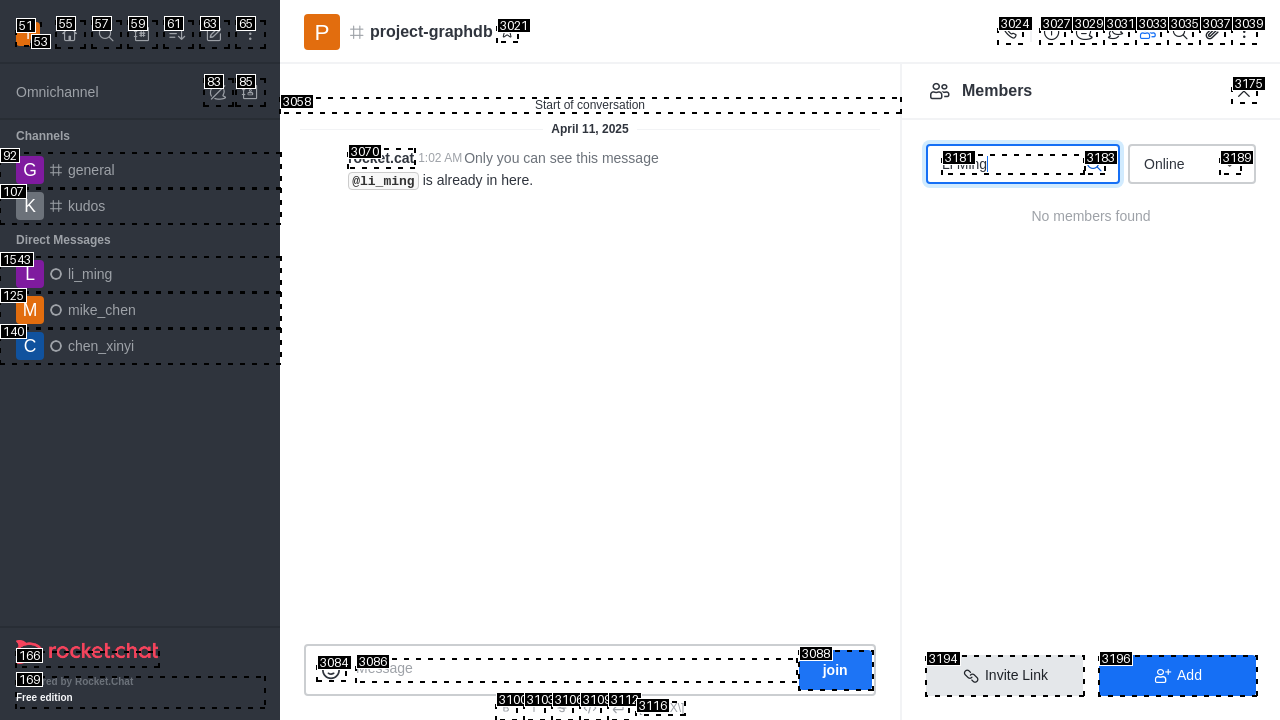 51
53
55
57
59
61
63
65
P
project-graphdb
3021
3024
3027
3029
3031
3033
3035
3037
3039
Omnichannel
83
85
3058
Start of conversation
Members
3175
April 11, 2025
Channels
92
G
general
107
K
kudos
3070
rocket.cat
1:02 AM Only you can see this message
@li_ming is already in here.
3181
3183
Li Ming
Online
3189
No members found
Direct Messages
1543
L
li_ming
125
M
mike_chen
140
C
chen_xinyi
166
rocket.chat
169
Powered by Rocket.Chat
Free edition
3084
3086
Message
3088
join
3194
Invite Link
3196
Add
3100
3103
3106
3109
3112
3116